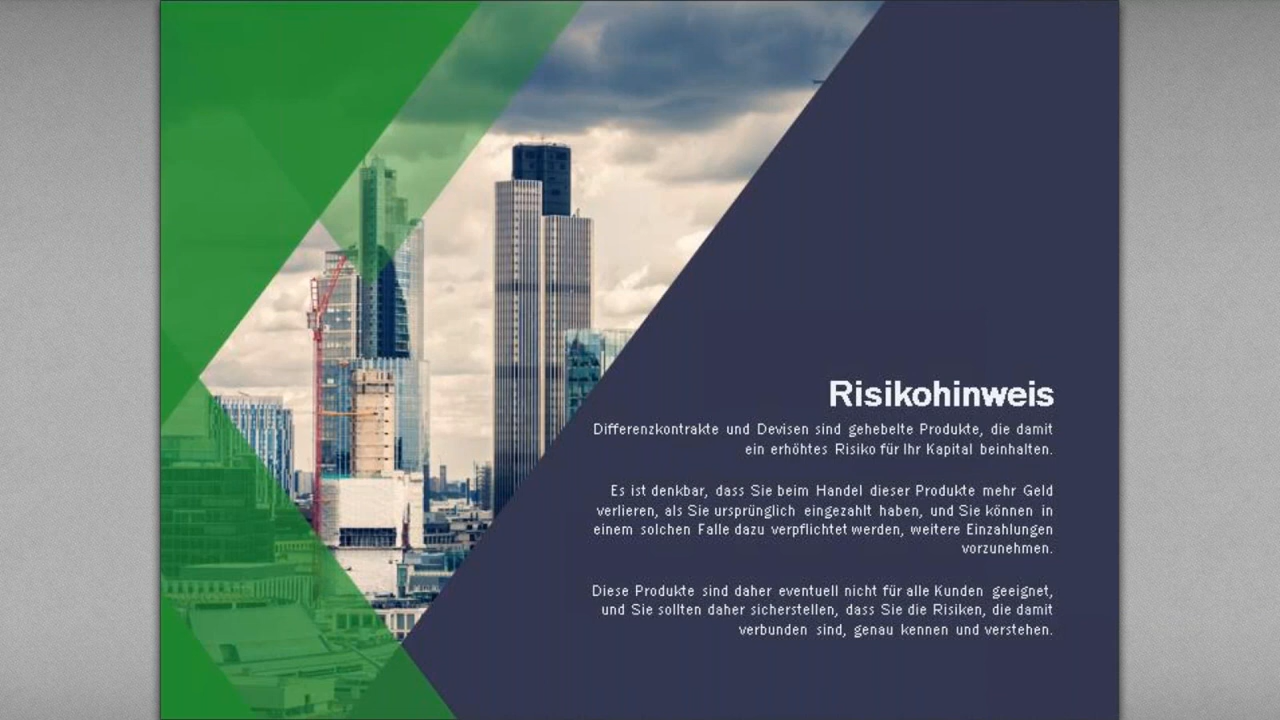 Risikohinweis
Differenzkontrakte und Devisen sind gehebelte Produkte, die damit
ein erhöhtes Risiko für Ihr Kapital beinhalten.
Es ist denkbar, dass Sie beim Handel dieser Produkte mehr Geld
verlieren, als Sie ursprünglich eingezahlt haben, und Sie können in
einem solchen Falle dazu verpflichtet werden, weitere Einzahlungen
vorzunehmen.
Diese Produkte sind daher eventuell nicht für alle Kunden geeignet,
und Sie sollten daher sicherstellen, dass Sie die Risiken, die damit
verbunden sind, genau kennen und verstehen.